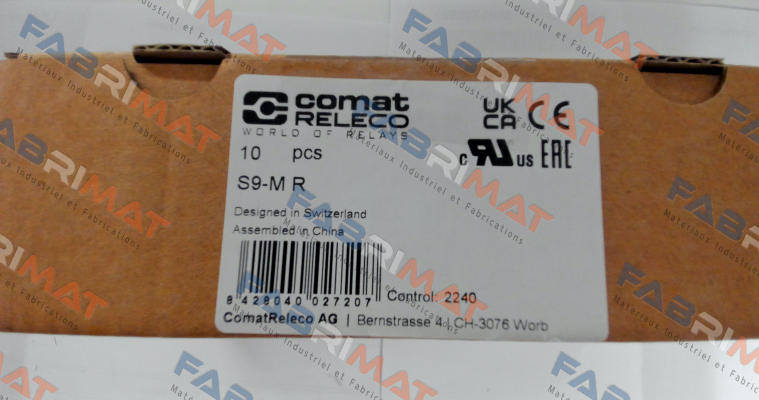 comat
RELECO
WORLD OF RELAYS
UK
CA CE
c RU us EAC
10 pcs
S9-M R
Designed in Switzerland
Assembled in China
8 428040 027207
Control: 2240
ComatReleco AG | Bernstrasse 4 | CH-3076 Worb
FABRIMAT
Materiaux Industriel et Fabrications